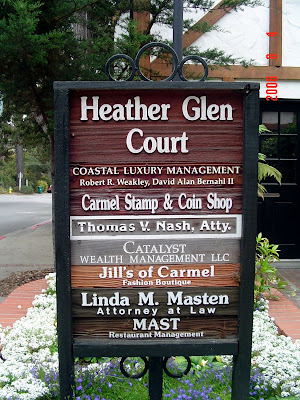 Heather Glen
Court
COASTAL LUXURY MANAGEMENT
Robert R. Weakley, David Alan Bernahl II
Carmel Stamp & Coin Shop
Thomas V. Nash, Atty.
CATALYST
WEALTH MANAGEMENT LLC
Jill's of Carmel
Fashion Boutique
Linda M. Masten
Attorney at Law
MAST
Restaurant Management